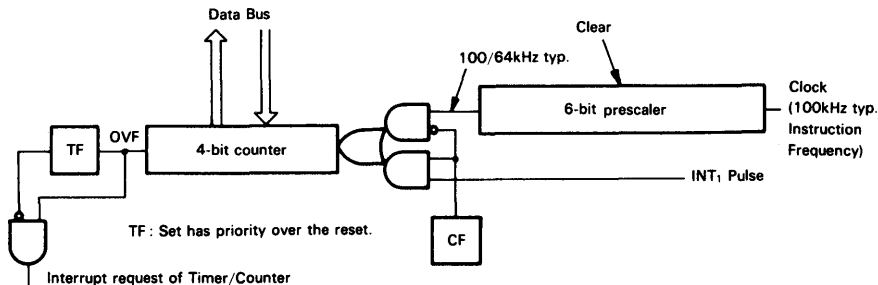 Data Bus
Clear
100/64kHz typ.
6-bit prescaler
Clock
(100kHz typ.
Instruction
Frequency)
TF
OVF
4-bit counter
INT₁ Pulse
TF : Set has priority over the reset.
CF
Interrupt request of Timer/Counter